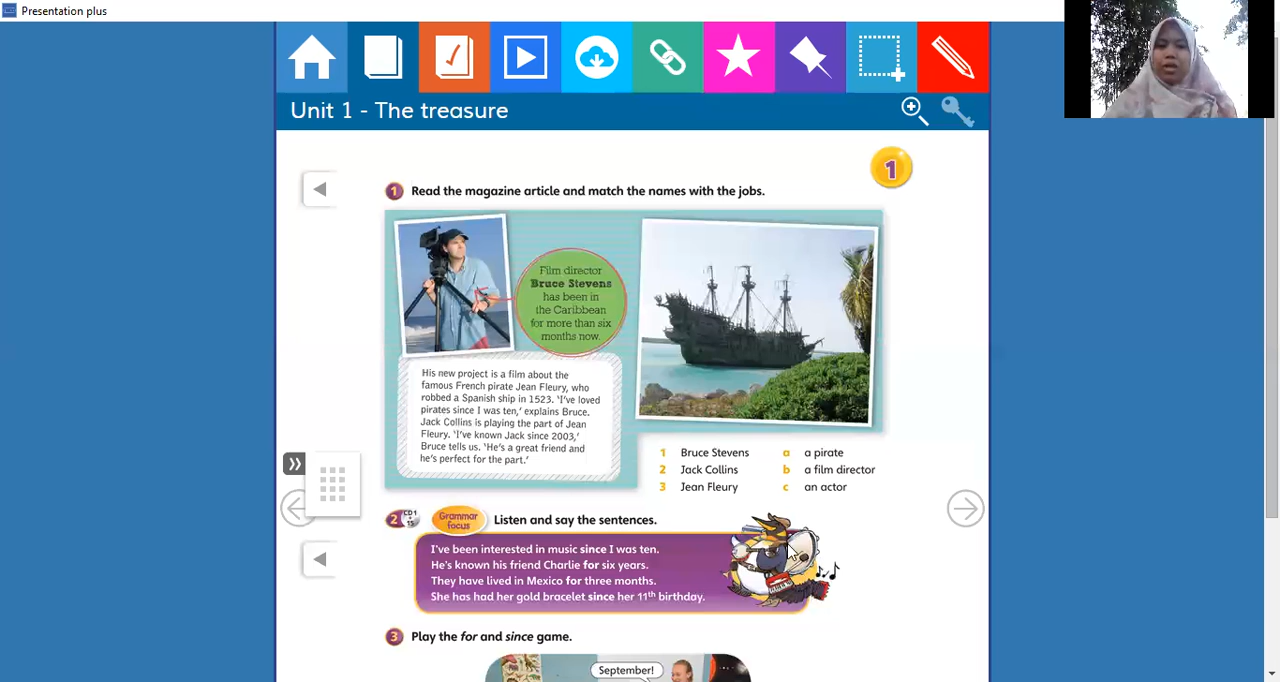 Presentation plus
Unit 1 - The treasure
1
1 Read the magazine article and match the names with the jobs.
Film director
Bruce Stevens
has been in
the Caribbean
for more than six
months now.
His new project is a film about the
famous French pirate Jean Fleury, who
robbed a Spanish ship in 1523. 'I've loved
pirates since I was ten,' explains Bruce.
Jack Collins is playing the part of Jean
Fleury. 'I've known Jack since 2003,'
Bruce tells us. 'He's a great friend and
he's perfect for the part.'
1 Bruce Stevens a a pirate
2 Jack Collins b a film director
3 Jean Fleury c an actor
2 CD1 15 Grammar focus Listen and say the sentences.
I've been interested in music since I was ten.
He's known his friend Charlie for six years.
They have lived in Mexico for three months.
She has had her gold bracelet since her 11th birthday.
3 Play the for and since game.
September!